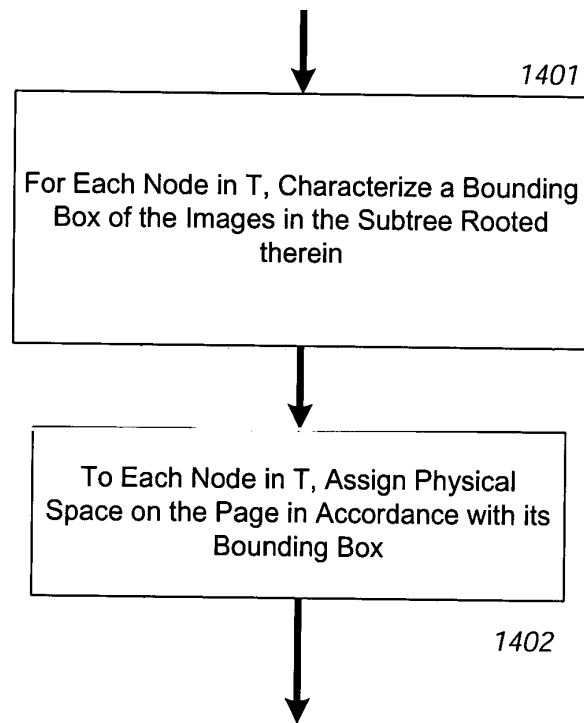 1401
For Each Node in T, Characterize a Bounding
Box of the Images in the Subtree Rooted
therein
To Each Node in T, Assign Physical
Space on the Page in Accordance with its
Bounding Box
1402